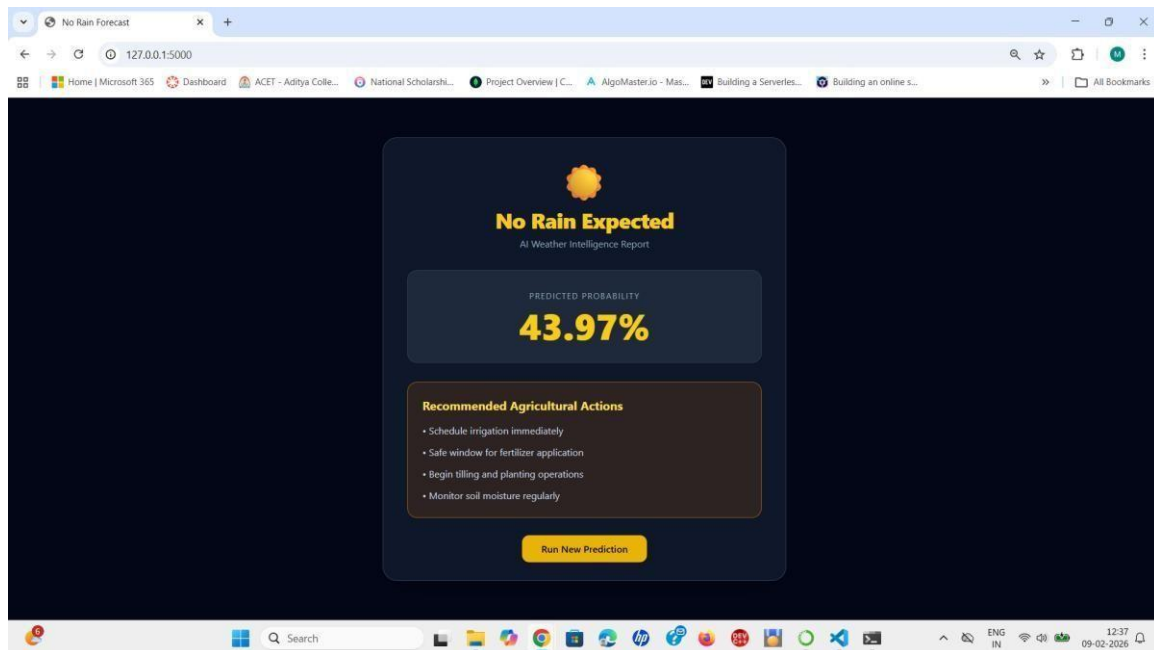 No Rain Forecast
127.0.0.1:5000
M
Home | Microsoft 365 Dashboard ACET - Aditya Colle... National Scholarshi... Project Overview | C... AlgoMaster.io - Mas... DEV Building a Serverles... Building an online s... » All Bookmarks
No Rain Expected
AI Weather Intelligence Report
PREDICTED PROBABILITY
43.97%
Recommended Agricultural Actions
• Schedule irrigation immediately
• Safe window for fertilizer application
• Begin tilling and planting operations
• Monitor soil moisture regularly
Run New Prediction
6
Search
hp
ENG
IN
12:37
09-02-2026